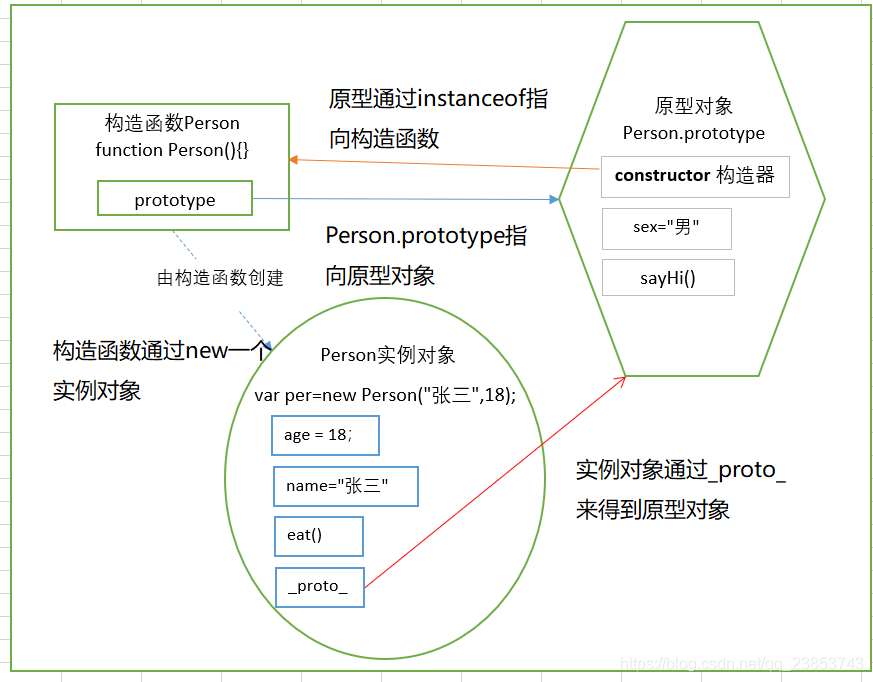 原型通过instanceof指
向构造函数
构造函数Person
function Person(){}
prototype
原型对象
Person.prototype
constructor 构造器
sex="男"
sayHi()
Person.prototype指
向原型对象
由构造函数创建
构造函数通过new一个
实例对象
Person实例对象
var per=new Person("张三",18);
age = 18；
name="张三"
eat()
_proto_
实例对象通过_proto_
来得到原型对象
https://blog.csdn.net/qq_23853743